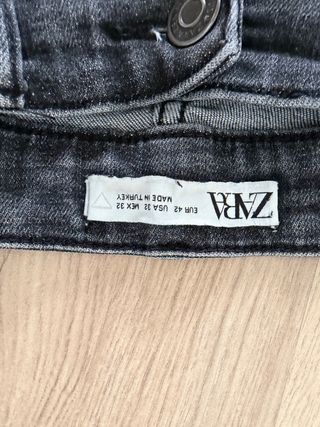 ZARA
EUR 42 USA 32 MEX 32
MADE IN TURKEY